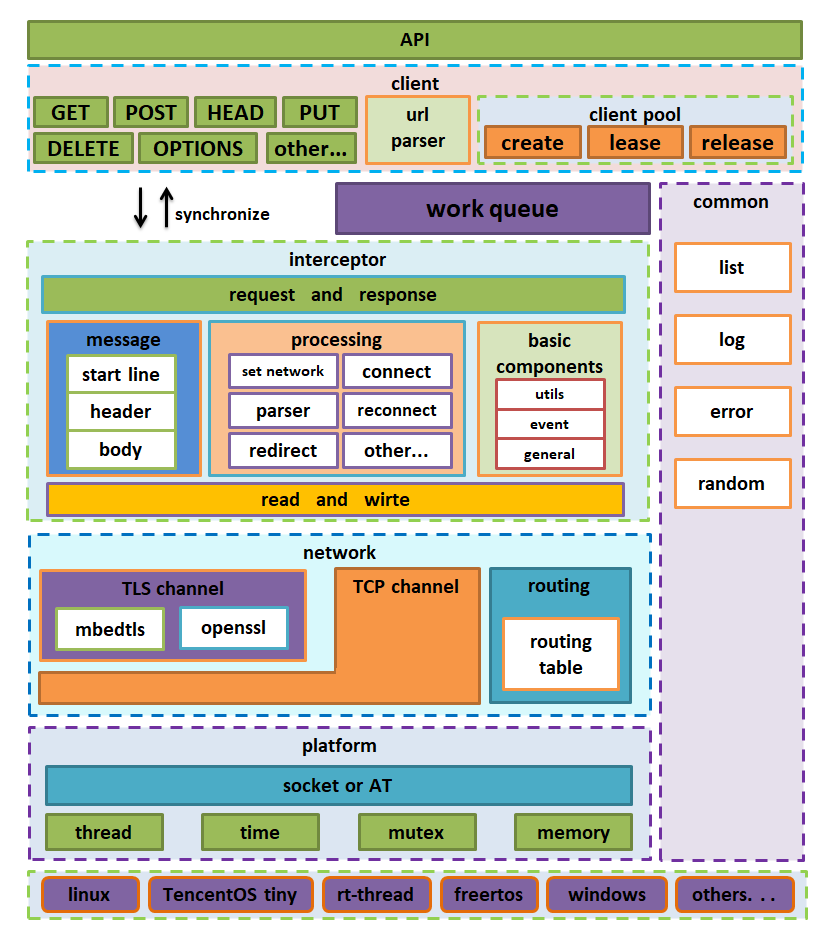 API
client
GET POST HEAD PUT
DELETE OPTIONS other...
url
parser
client pool
create lease release
synchronize
work queue
common
list
log
error
random
interceptor
request and response
message
start line
header
body
processing
set network connect
parser reconnect
redirect other...
basic
components
utils
event
general
read and wirte
network
TLS channel
mbedtls openssl
TCP channel
routing
routing
table
platform
socket or AT
thread time mutex memory
linux TencentOS tiny rt-thread freertos windows others. . .